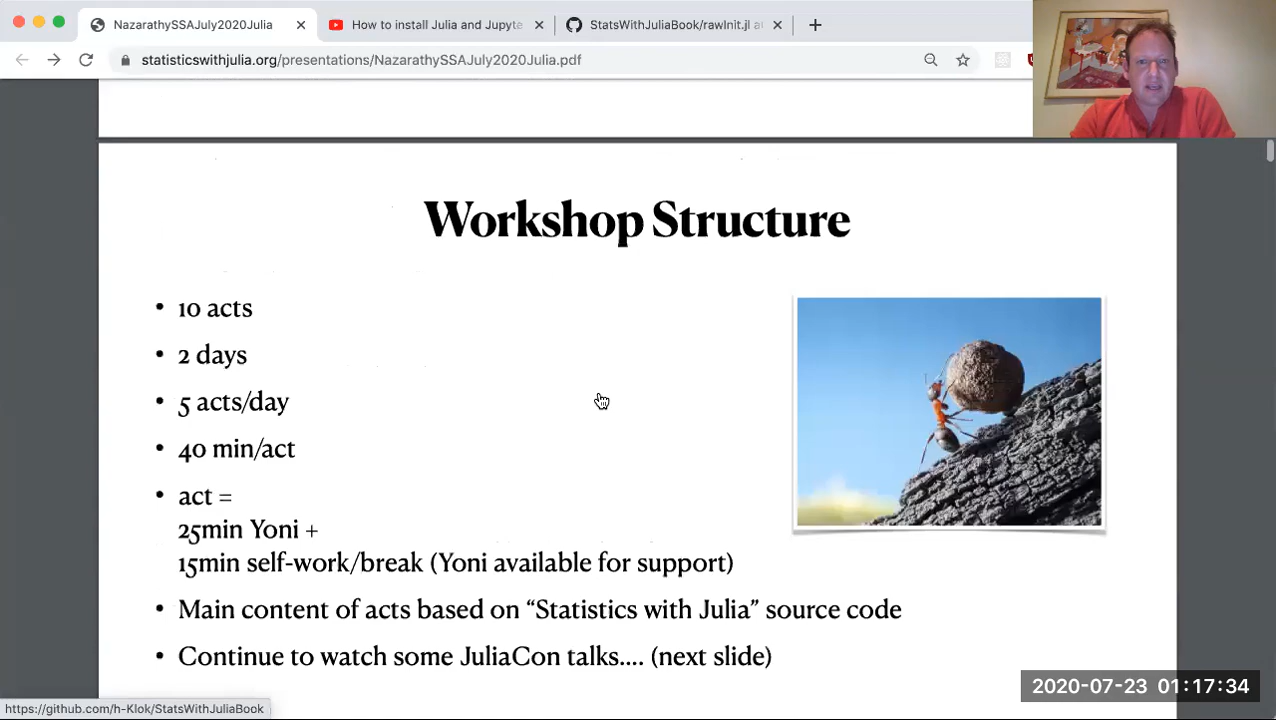 NazarathySSAJuly2020Julia
How to install Julia and Jupyte
StatsWithJuliaBook/rawInit.jl a
statisticswithjulia.org/presentations/NazarathySSAJuly2020Julia.pdf
Workshop Structure
• 10 acts
• 2 days
• 5 acts/day
• 40 min/act
• act =
25min Yoni +
15min self-work/break (Yoni available for support)
• Main content of acts based on “Statistics with Julia” source code
• Continue to watch some JuliaCon talks.... (next slide)
2020-07-23 01:17:34
https://github.com/h-Klok/StatsWithJuliaBook